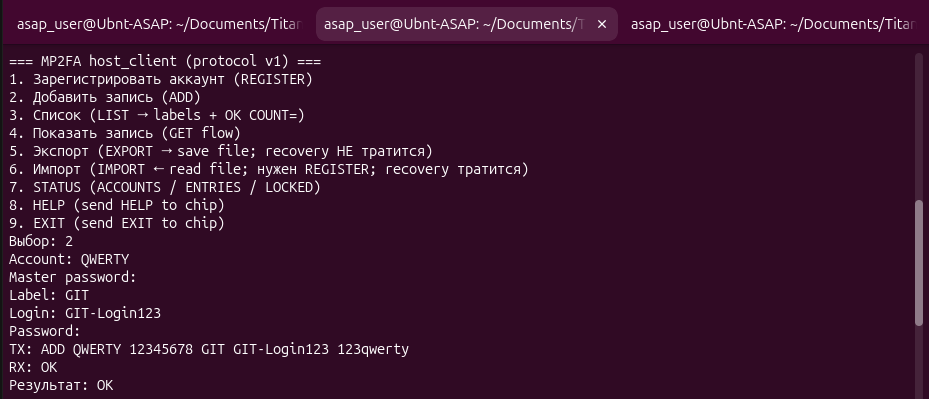 asap_user@Ubnt-ASAP: ~/Documents/Titan
asap_user@Ubnt-ASAP: ~/Documents/T
asap_user@Ubnt-ASAP: ~/Documents/Titan
=== MP2FA host_client (protocol v1) ===
1. Зарегистрировать аккаунт (REGISTER)
2. Добавить запись (ADD)
3. Список (LIST → labels + OK COUNT=)
4. Показать запись (GET flow)
5. Экспорт (EXPORT → save file; recovery НЕ тратится)
6. Импорт (IMPORT ← read file; нужен REGISTER; recovery тратится)
7. STATUS (ACCOUNTS / ENTRIES / LOCKED)
8. HELP (send HELP to chip)
9. EXIT (send EXIT to chip)
Выбор: 2
Account: QWERTY
Master password:
Label: GIT
Login: GIT-Login123
Password:
TX: ADD QWERTY 12345678 GIT GIT-Login123 123qwerty
RX: OK
Результат: OK